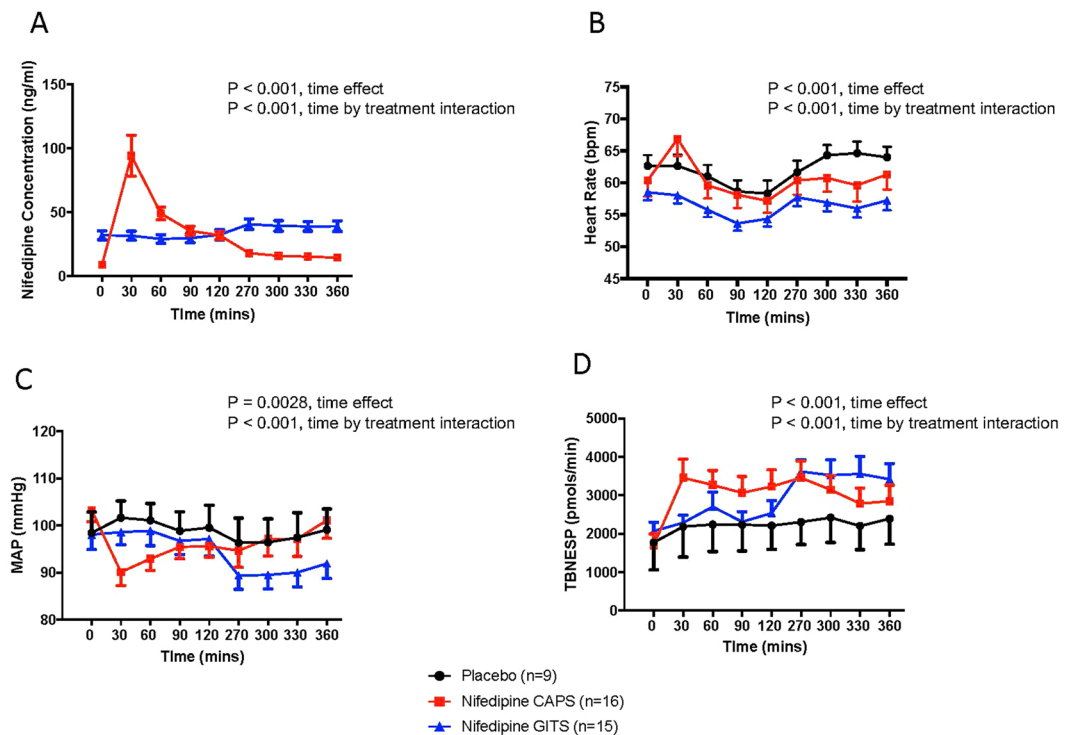 A
P < 0.001, time effect
P < 0.001, time by treatment interaction
Nifedipine Concentration (ng/ml)
150
100
50
0
0 30 60 90 120 270 300 330 360
TIme (mins)
B
P < 0.001, time effect
P < 0.001, time by treatment interaction
Heart Rate (bpm)
75
70
65
60
55
50
45
0 30 60 90 120 270 300 330 360
TIme (mins)
C
P = 0.0028, time effect
P < 0.001, time by treatment interaction
MAP (mmHg)
120
110
100
90
80
0 30 60 90 120 270 300 330 360
TIme (mins)
D
P < 0.001, time effect
P < 0.001, time by treatment interaction
TBNESP (pmols/min)
5000
4000
3000
2000
1000
0
0 30 60 90 120 270 300 330 360
TIme (mins)
Placebo (n=9)
Nifedipine CAPS (n=16)
Nifedipine GITS (n=15)